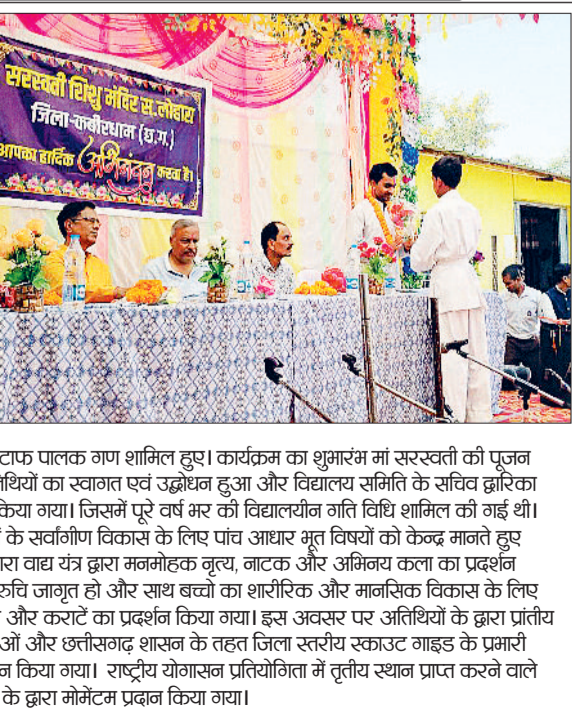 सरस्वती शिशु मंदिर स.लोहारा
जिला-कबीरधाम (छ.ग.)
आपका हार्दिक अभिनंदन करता है।
टाफ पालक गण शामिल हुए। कार्यक्रम का शुभारंभ मां सरस्वती की पूजन
तिथियों का स्वागत एवं उद्बोधन हुआ और विद्यालय समिति के सचिव द्वारिका
किया गया। जिसमें पूरे वर्ष भर की विद्यालयीन गति विधि शामिल की गई थी।
के सर्वांगीण विकास के लिए पांच आधार भूत विषयों को केन्द्र मानते हुए
ारा वाद्य यंत्र द्वारा मनमोहक नृत्य, नाटक और अभिनय कला का प्रदर्शन
रुचि जागृत हो और साथ बच्चो का शारीरिक और मानसिक विकास के लिए
और कराटें का प्रदर्शन किया गया। इस अवसर पर अतिथियों के द्वारा प्रांतीय
ओं और छत्तीसगढ़ शासन के तहत जिला स्तरीय स्काउट गाइड के प्रभारी
न किया गया। राष्ट्रीय योगासन प्रतियोगिता में तृतीय स्थान प्राप्त करने वाले
के द्वारा मोमेंटम प्रदान किया गया।